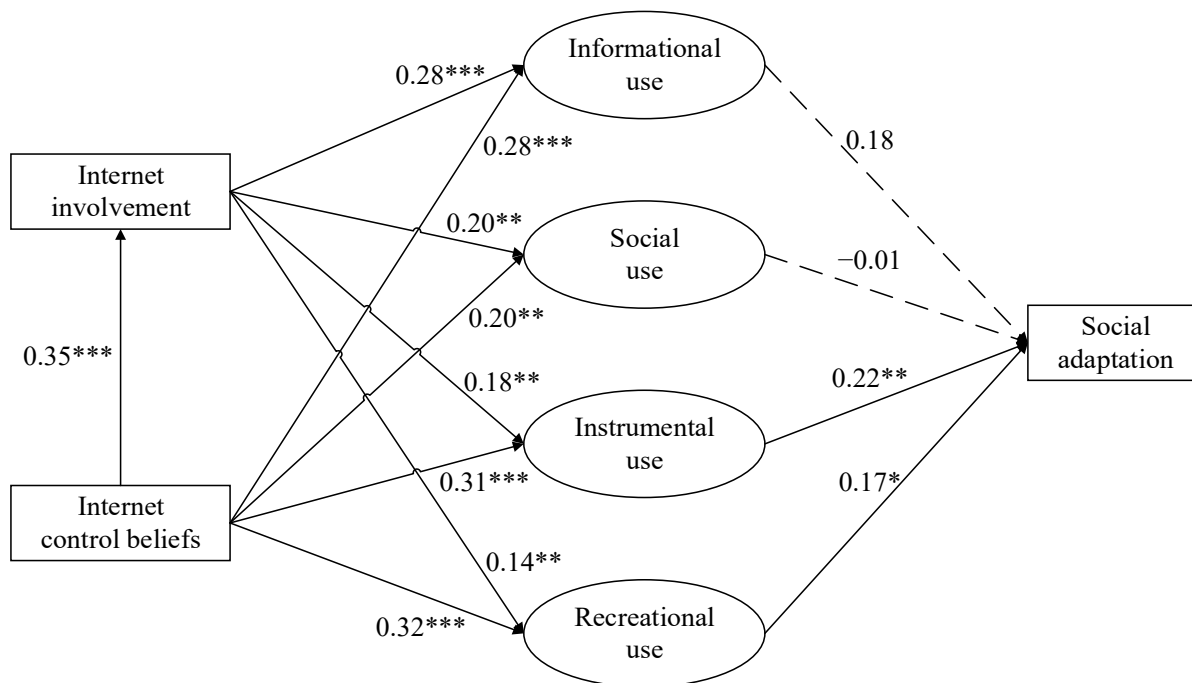 Informational
use
0.28***
0.18
0.28***
Internet
involvement
0.20**
Social
use
−0.01
0.20**
Social
adaptation
0.35***
0.18**
0.22**
Instrumental
use
0.31***
0.17*
Internet
control beliefs
0.14**
0.32***
Recreational
use